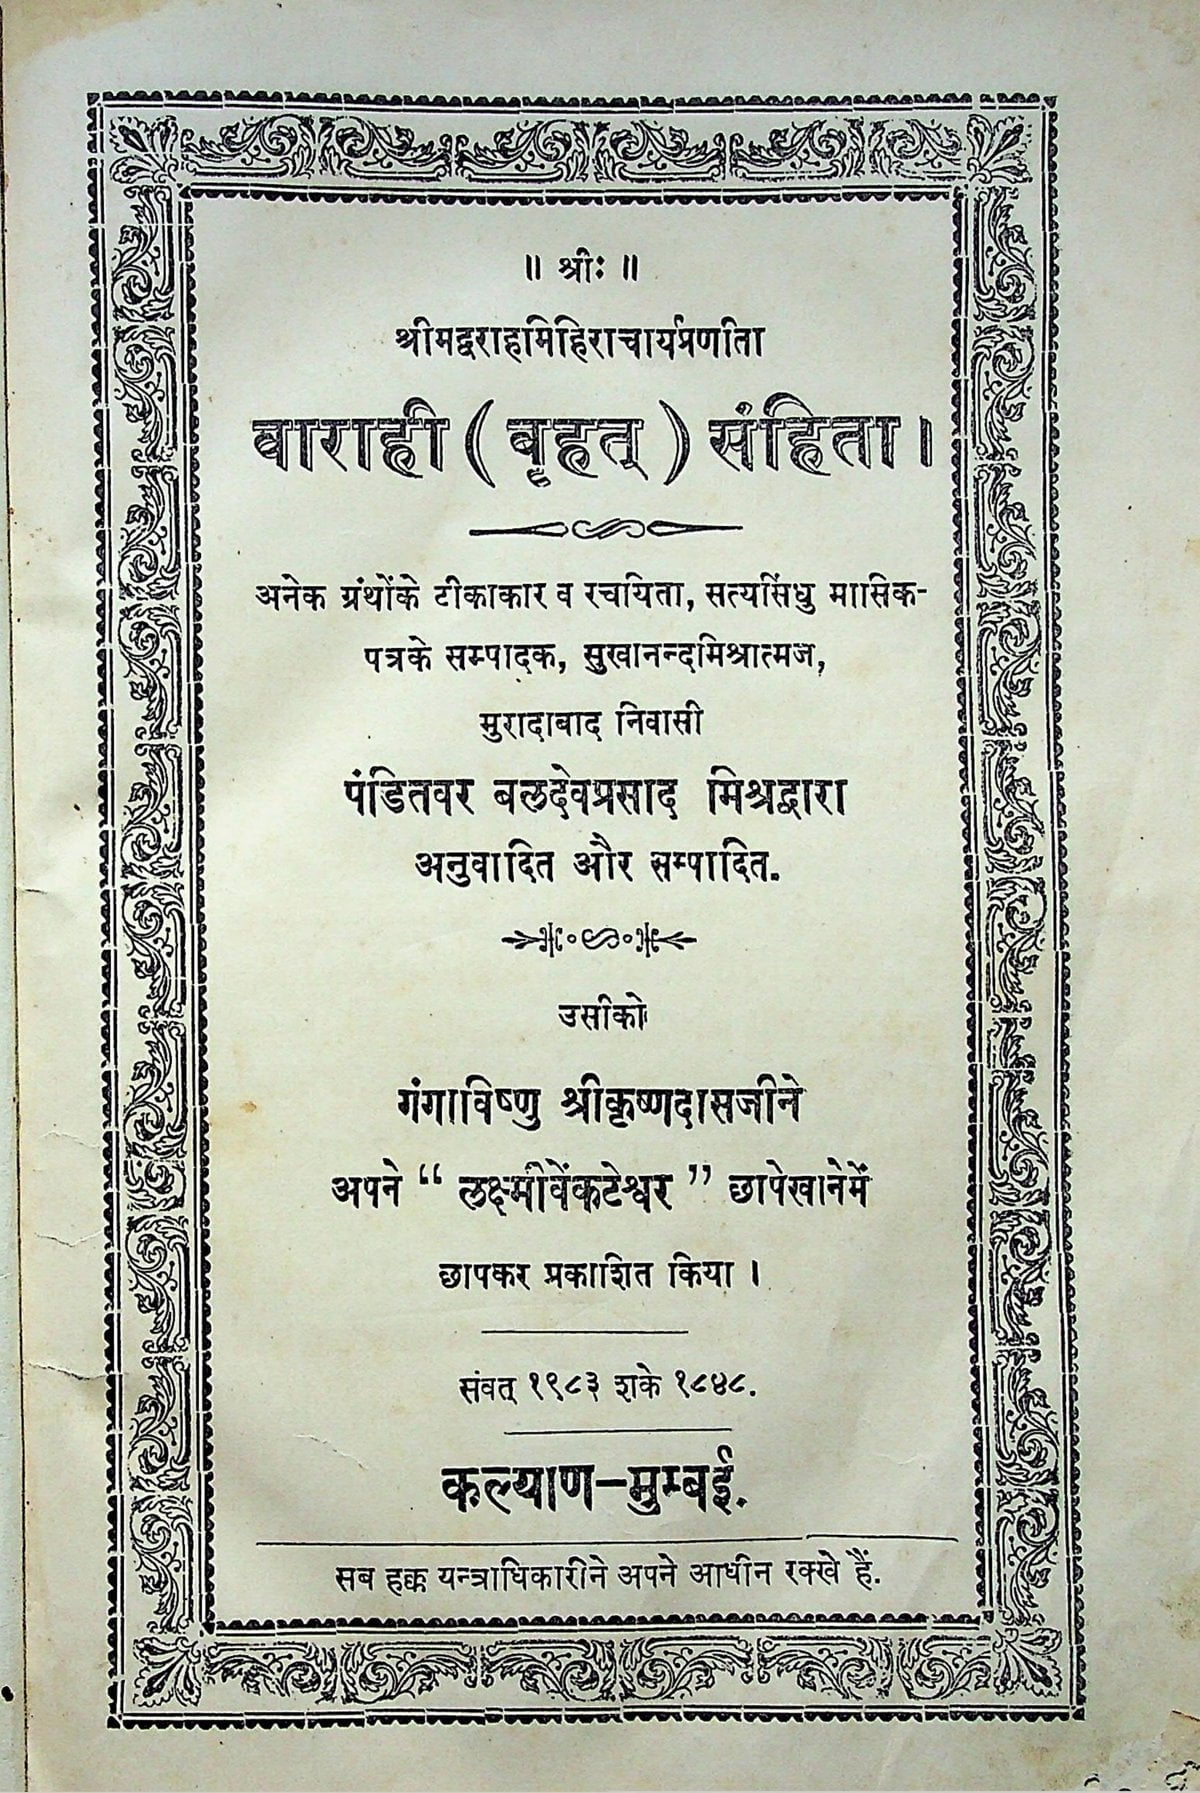 ॥ श्रीः ॥
श्रीमद्वराहमिहिराचार्यप्रणीता
वाराही ( बृहत् ) संहिता ।
अनेक ग्रंथोंके टीकाकार व रचयिता, सत्यसिंधु मासिक-
पत्रके सम्पादक, सुखानन्दमिश्रात्मज,
मुरादाबाद निवासी
पंडितवर बलदेवप्रसाद मिश्रद्वारा
अनुवादित और सम्पादित.
उसीको
गंगाविष्णु श्रीकृष्णदासजीने
अपने “ लक्ष्मीवेंकटेश्वर ” छापेखानेमें
छापकर प्रकाशित किया ।
संवत् १९८३ शके १८४८.
कल्याण-मुम्बई.
सब हक्क यन्त्राधिकारीने अपने आधीन रक्खे हैं.